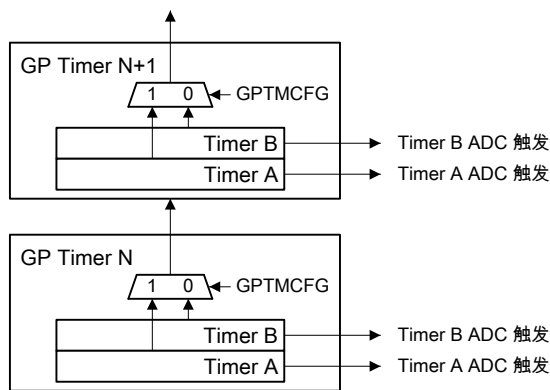 GP Timer N+1
1 0
GPTMCFG
Timer B
Timer B ADC 触发
Timer A
Timer A ADC 触发
GP Timer N
1 0
GPTMCFG
Timer B
Timer B ADC 触发
Timer A
Timer A ADC 触发